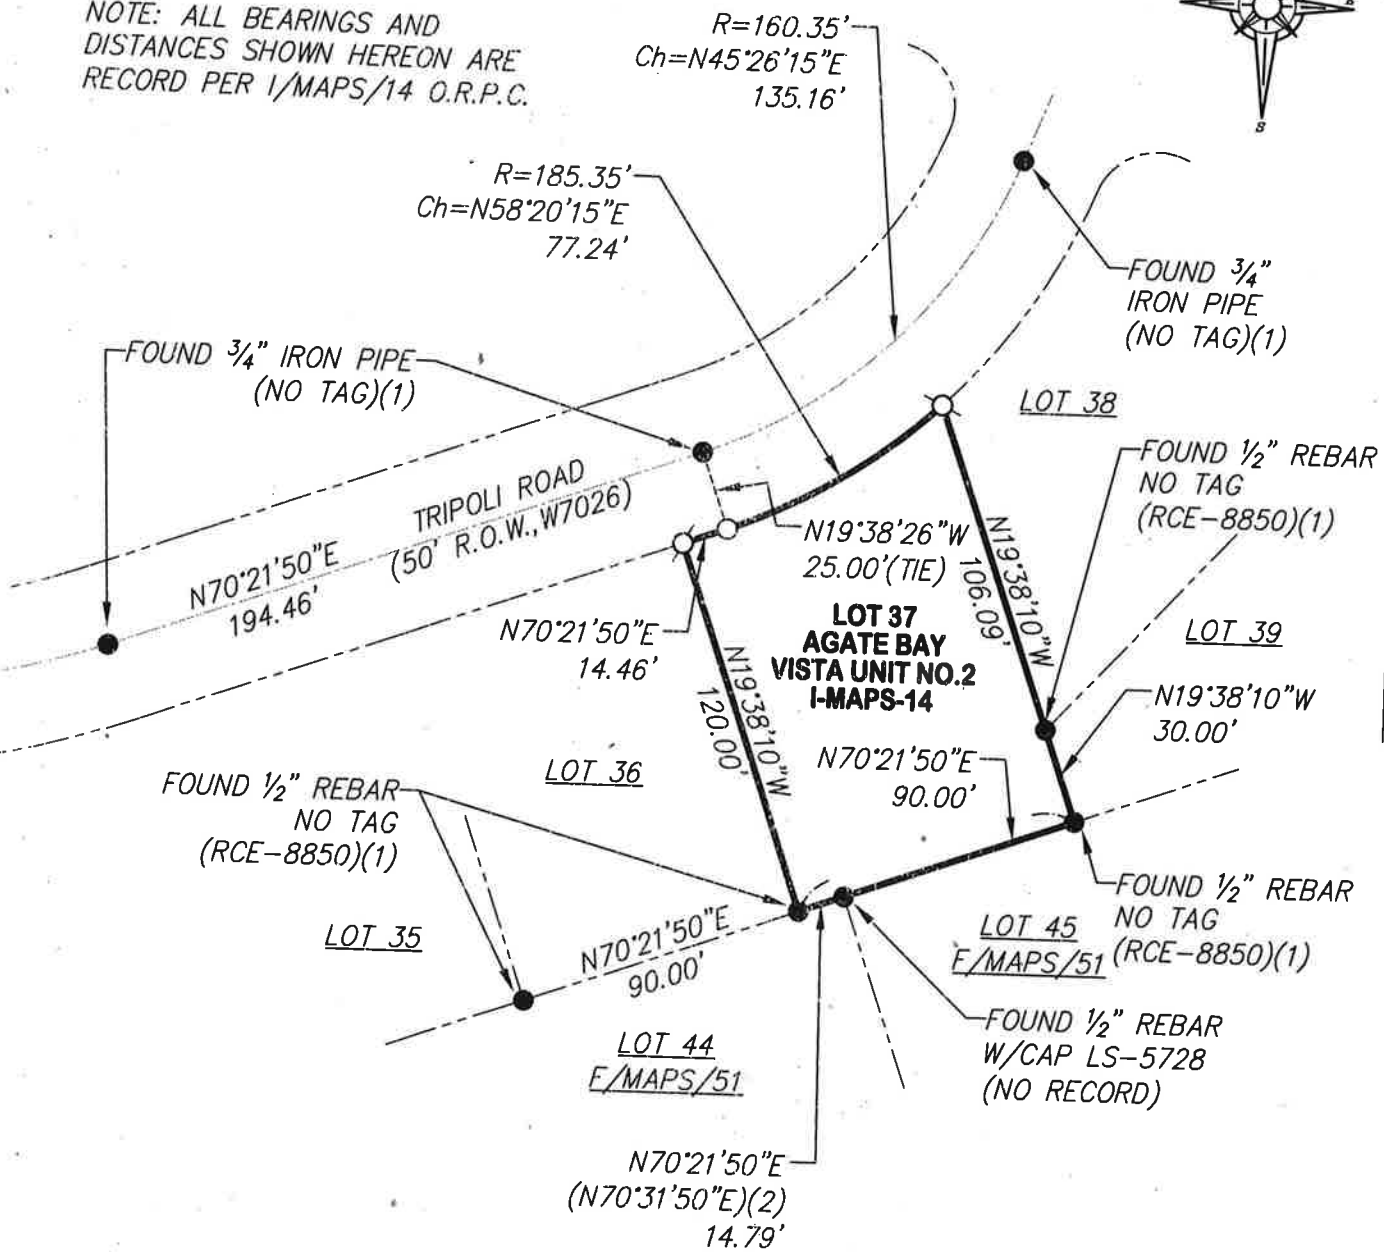 NOTE: ALL BEARINGS AND
DISTANCES SHOWN HEREON ARE
RECORD PER I/MAPS/14 O.R.P.C.
S
R=160.35'
Ch=N45°26'15"E
135.16'
R=185.35'
Ch=N58°20'15"E
77.24'
FOUND 3/4"
IRON PIPE
(NO TAG)(1)
FOUND 3/4" IRON PIPE
(NO TAG)(1)
LOT 38
FOUND 1/2" REBAR
NO TAG
(RCE-8850)(1)
TRIPOLI ROAD
(50' R.O.W., W7026)
N70°21'50"E
194.46'
N19°38'26"W
25.00'(TIE)
N19°38'10"W
106.09'
LOT 37
AGATE BAY
VISTA UNIT NO.2
I-MAPS-14
N70°21'50"E
14.46'
LOT 39
N19°38'10"W
120.00'
N19°38'10"W
30.00'
N70°21'50"E
90.00'
LOT 36
FOUND 1/2" REBAR
NO TAG
(RCE-8850)(1)
LOT 35
N70°21'50"E
90.00'
FOUND 1/2" REBAR
NO TAG
(RCE-8850)(1)
LOT 45
F/MAPS/51
FOUND 1/2" REBAR
W/CAP LS-5728
(NO RECORD)
LOT 44
F/MAPS/51
N70°21'50"E
(N70°31'50"E)(2)
14.79'